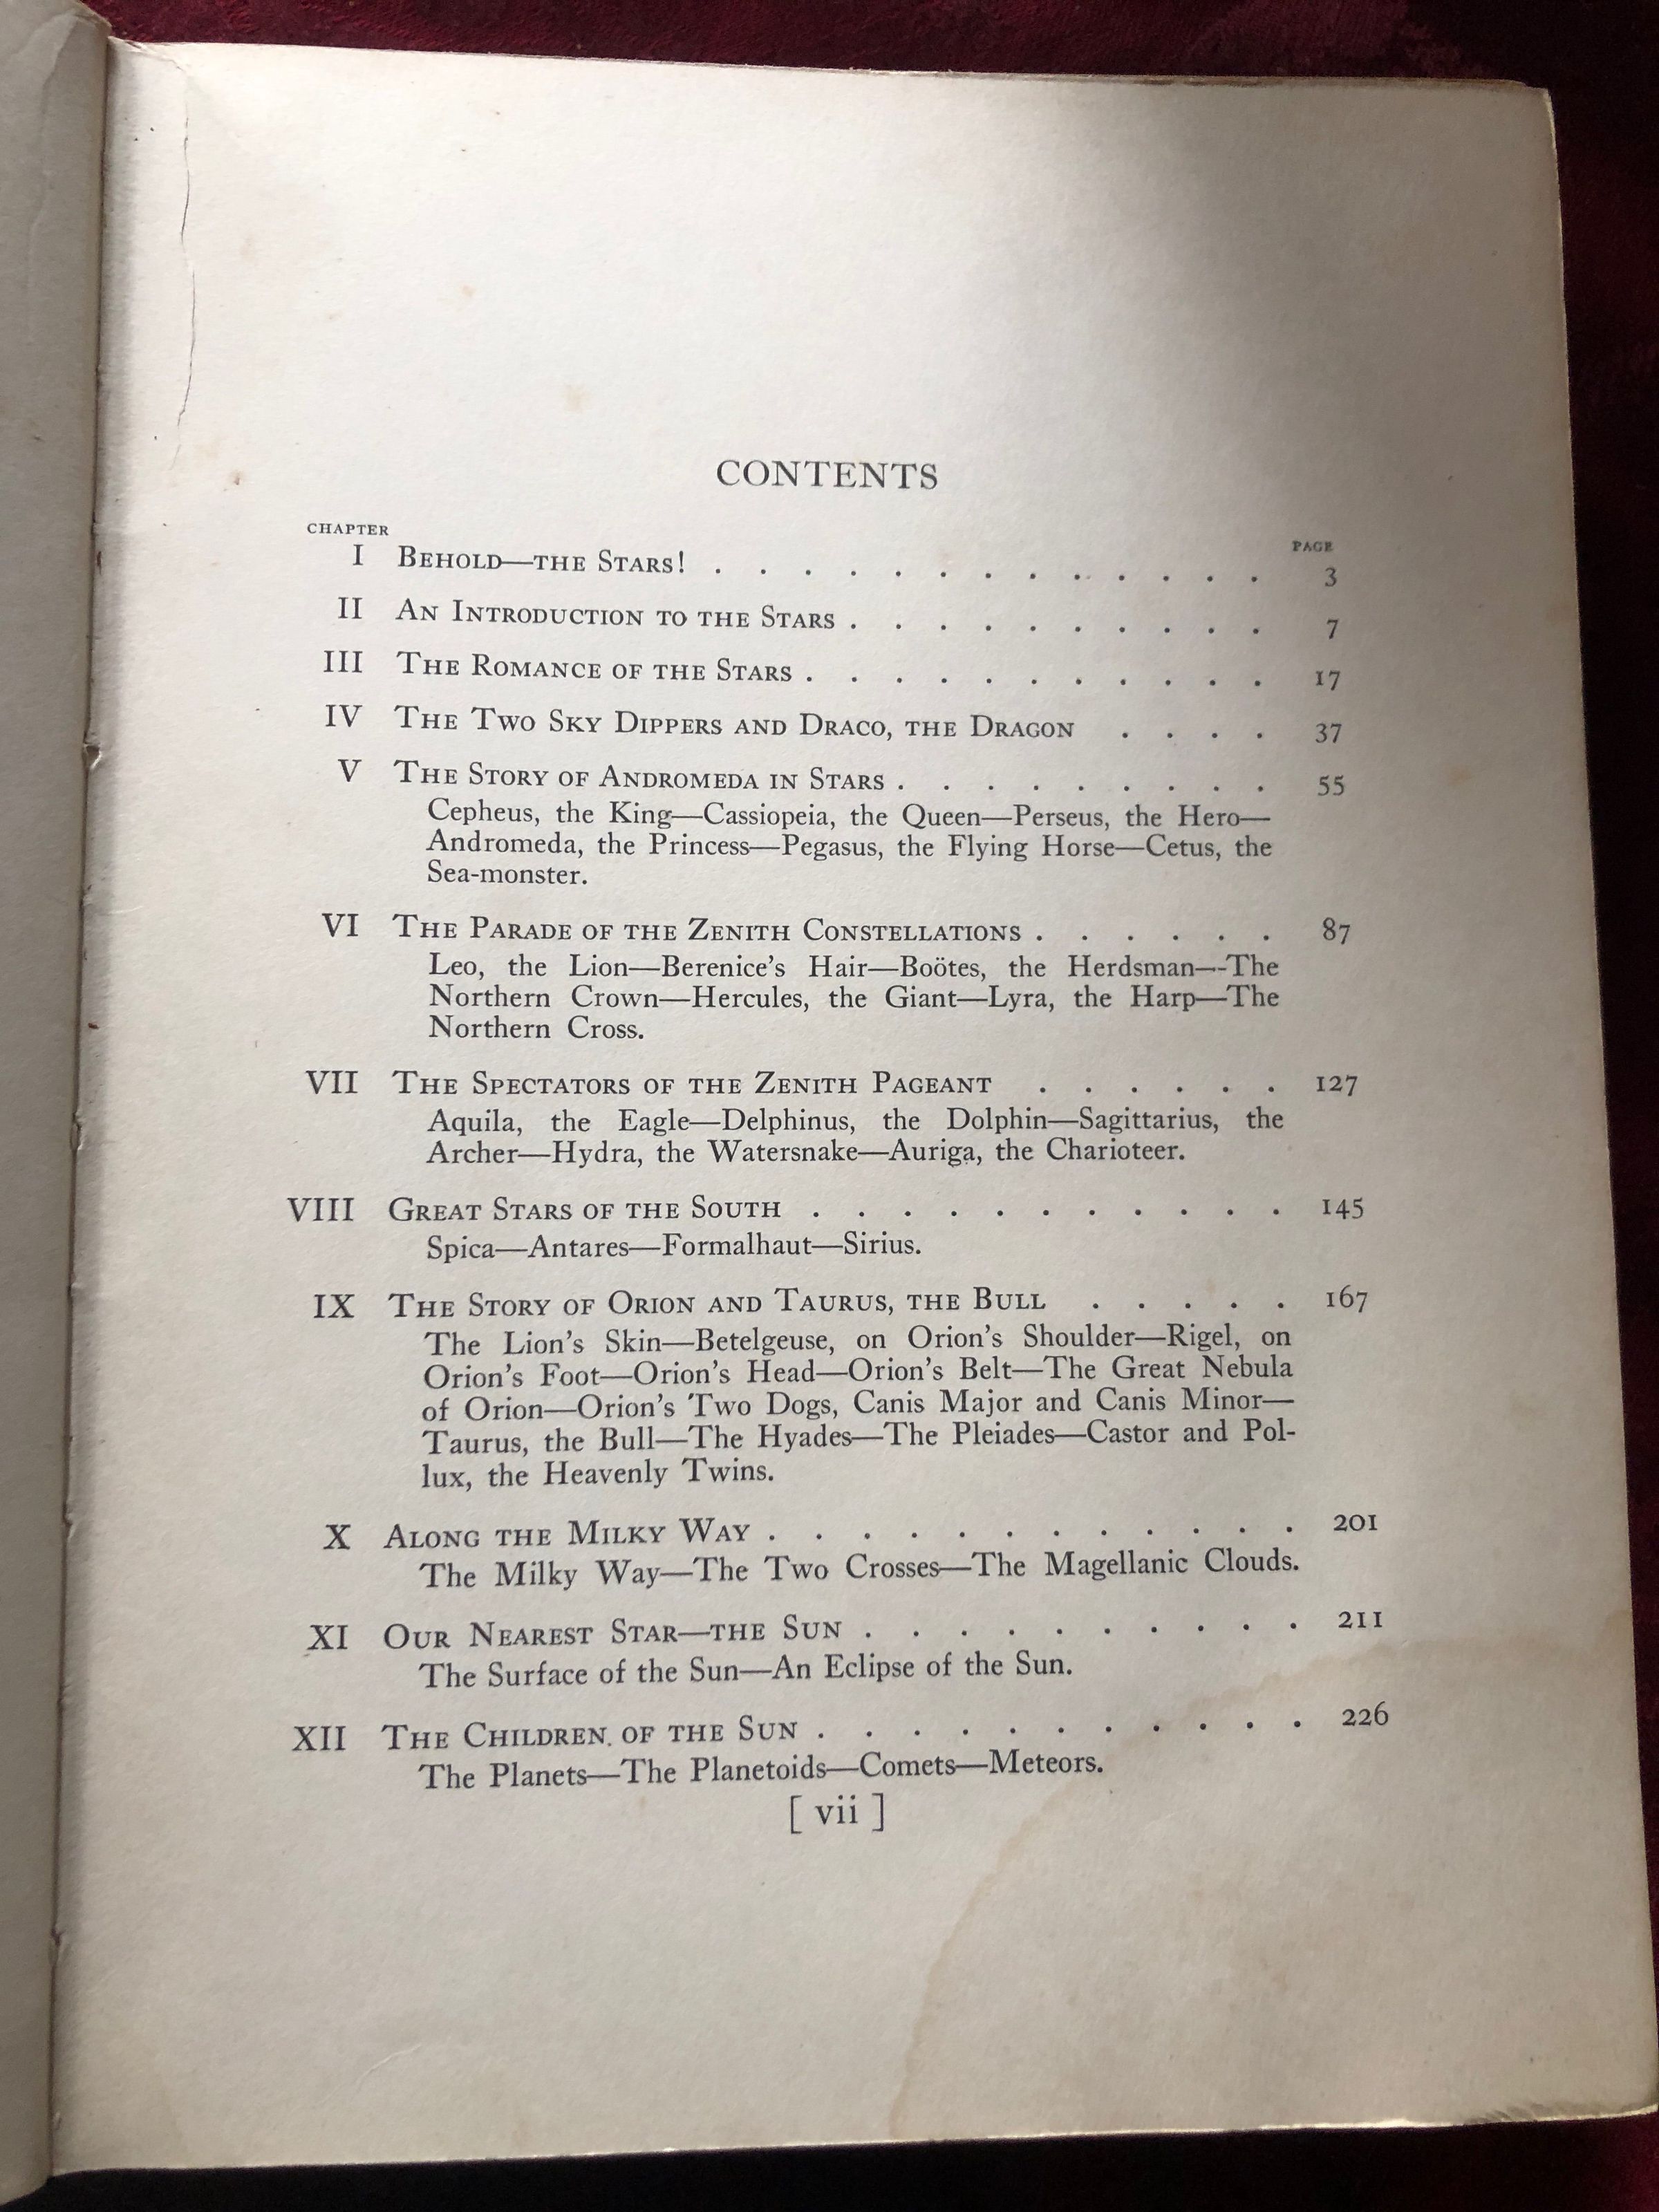 CONTENTS
CHAPTER PAGE
I BEHOLD—THE STARS! . . . . . . . . . . . . . 3
II AN INTRODUCTION TO THE STARS . . . . . . . . . . 7
III THE ROMANCE OF THE STARS . . . . . . . . . . . 17
IV THE TWO SKY DIPPERS AND DRACO, THE DRAGON . . . . 37
V THE STORY OF ANDROMEDA IN STARS . . . . . . . . . 55
Cepheus, the King—Cassiopeia, the Queen—Perseus, the Hero—
Andromeda, the Princess—Pegasus, the Flying Horse—Cetus, the
Sea-monster.
VI THE PARADE OF THE ZENITH CONSTELLATIONS . . . . . . 87
Leo, the Lion—Berenice's Hair—Boötes, the Herdsman—-The
Northern Crown—Hercules, the Giant—Lyra, the Harp—The
Northern Cross.
VII THE SPECTATORS OF THE ZENITH PAGEANT . . . . . . 127
Aquila, the Eagle—Delphinus, the Dolphin—Sagittarius, the
Archer—Hydra, the Watersnake—Auriga, the Charioteer.
VIII GREAT STARS OF THE SOUTH . . . . . . . . . . . 145
Spica—Antares—Formalhaut—Sirius.
IX THE STORY OF ORION AND TAURUS, THE BULL . . . . . 167
The Lion's Skin—Betelgeuse, on Orion's Shoulder—Rigel, on
Orion's Foot—Orion's Head—Orion's Belt—The Great Nebula
of Orion—Orion's Two Dogs, Canis Major and Canis Minor—
Taurus, the Bull—The Hyades—The Pleiades—Castor and Pol-
lux, the Heavenly Twins.
X ALONG THE MILKY WAY . . . . . . . . . . . . 201
The Milky Way—The Two Crosses—The Magellanic Clouds.
XI OUR NEAREST STAR—THE SUN . . . . . . . . . . 211
The Surface of the Sun—An Eclipse of the Sun.
XII THE CHILDREN OF THE SUN . . . . . . . . . . . 226
The Planets—The Planetoids—Comets—Meteors.
[ vii ]